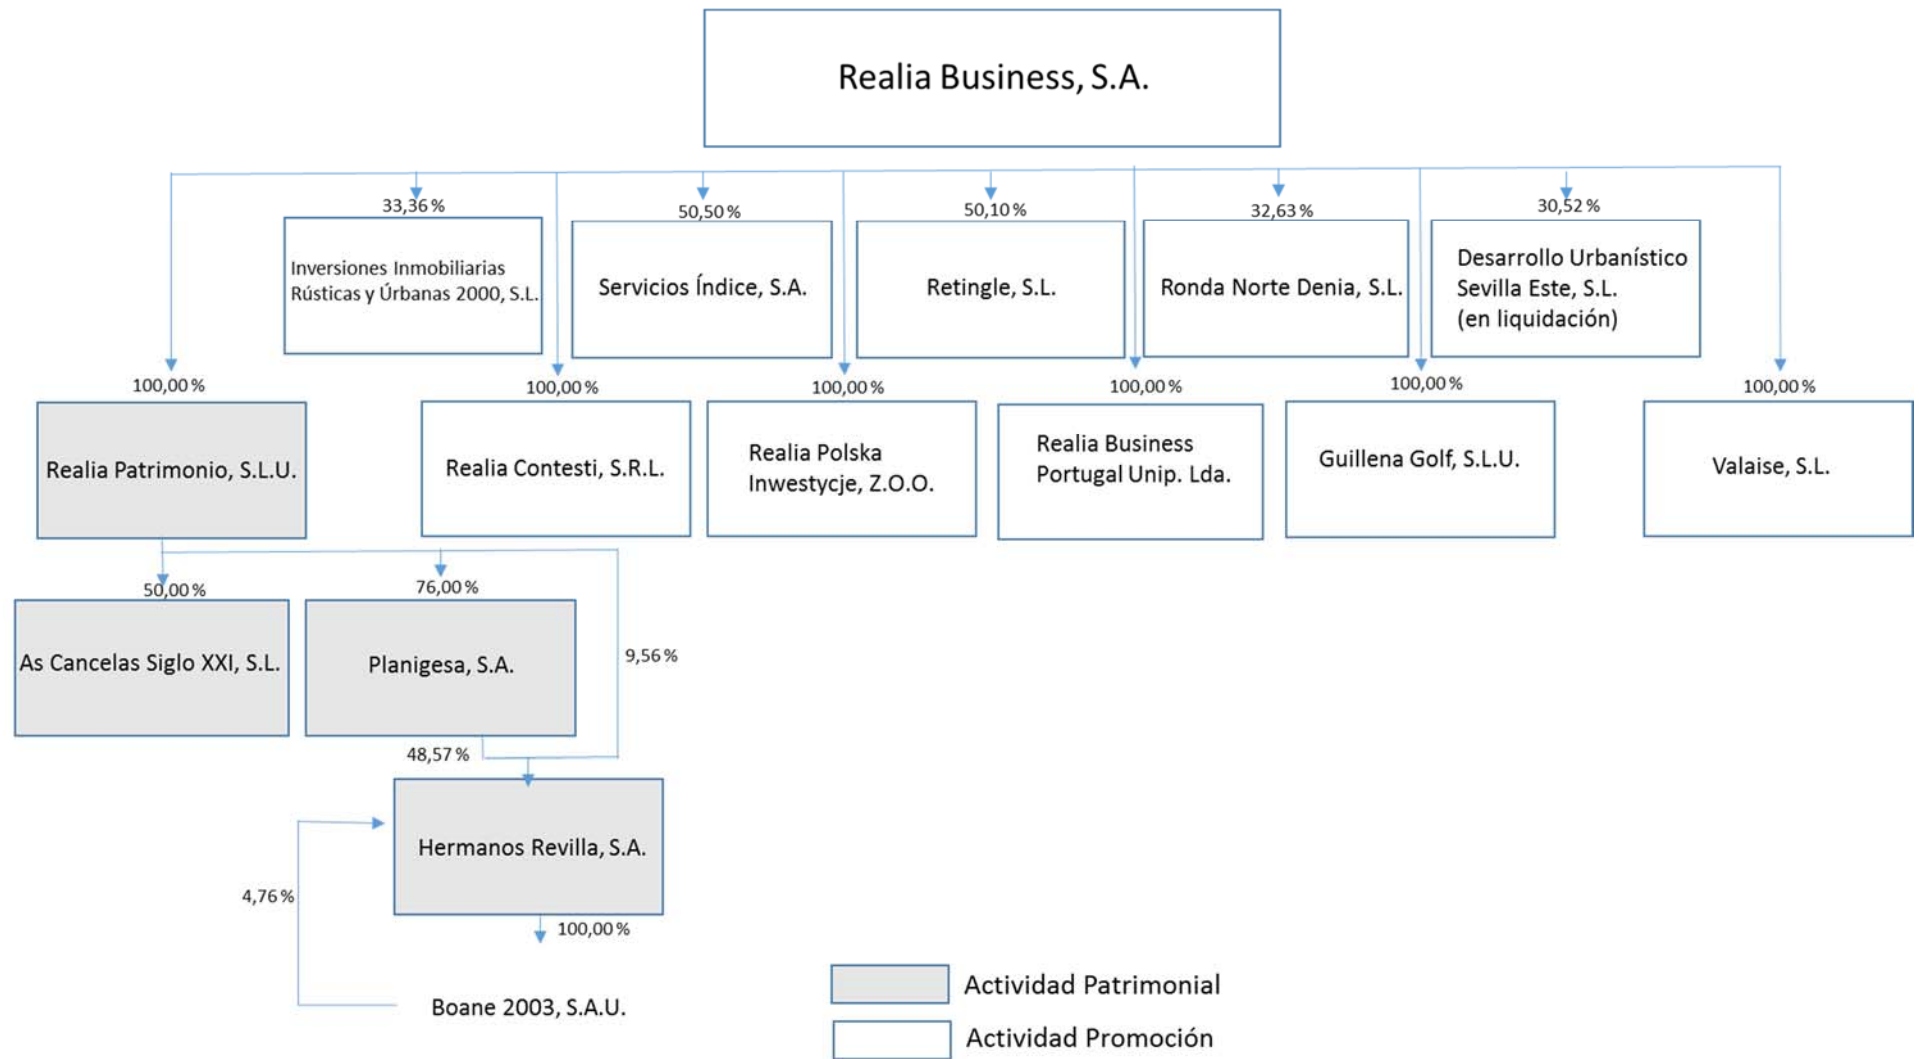 Realia Business, S.A.
33,36 %
50,50 %
50,10 %
32,63 %
30,52 %
Inversiones Inmobiliarias
Rústicas y Úrbanas 2000, S.L.
Servicios Índice, S.A.
Retingle, S.L.
Ronda Norte Denia, S.L.
Desarrollo Urbanístico
Sevilla Este, S.L.
(en liquidación)
100,00 %
100,00 %
100,00 %
100,00 %
100,00 %
100,00 %
Realia Patrimonio, S.L.U.
Realia Contesti, S.R.L.
Realia Polska
Inwestycje, Z.O.O.
Realia Business
Portugal Unip. Lda.
Guillena Golf, S.L.U.
Valaise, S.L.
50,00 %
76,00 %
As Cancelas Siglo XXI, S.L.
Planigesa, S.A.
9,56 %
48,57 %
Hermanos Revilla, S.A.
4,76 %
100,00 %
Boane 2003, S.A.U.
Actividad Patrimonial
Actividad Promoción